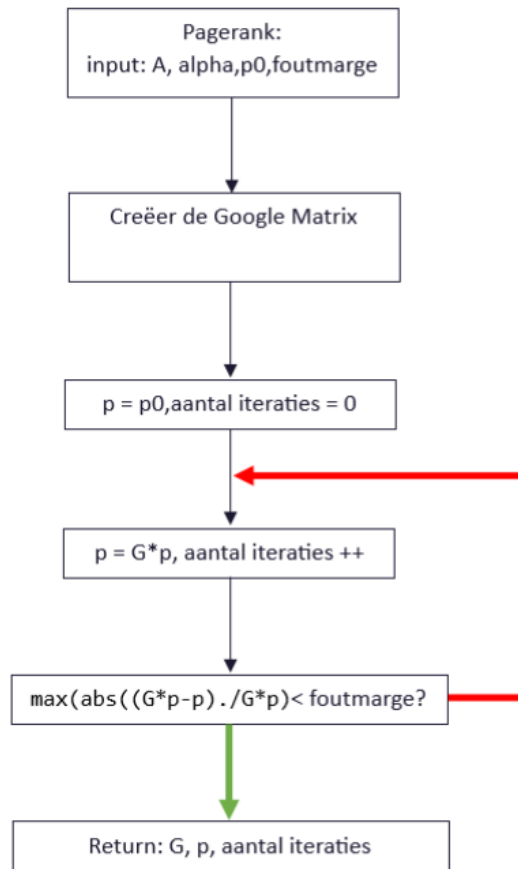 Pagerank:
input: A, alpha,p0,foutmarge
Creëer de Google Matrix
p = p0,aantal iteraties = 0
p = G*p, aantal iteraties ++
max(abs((G*p-p)./G*p)< foutmarge?
Return: G, p, aantal iteraties